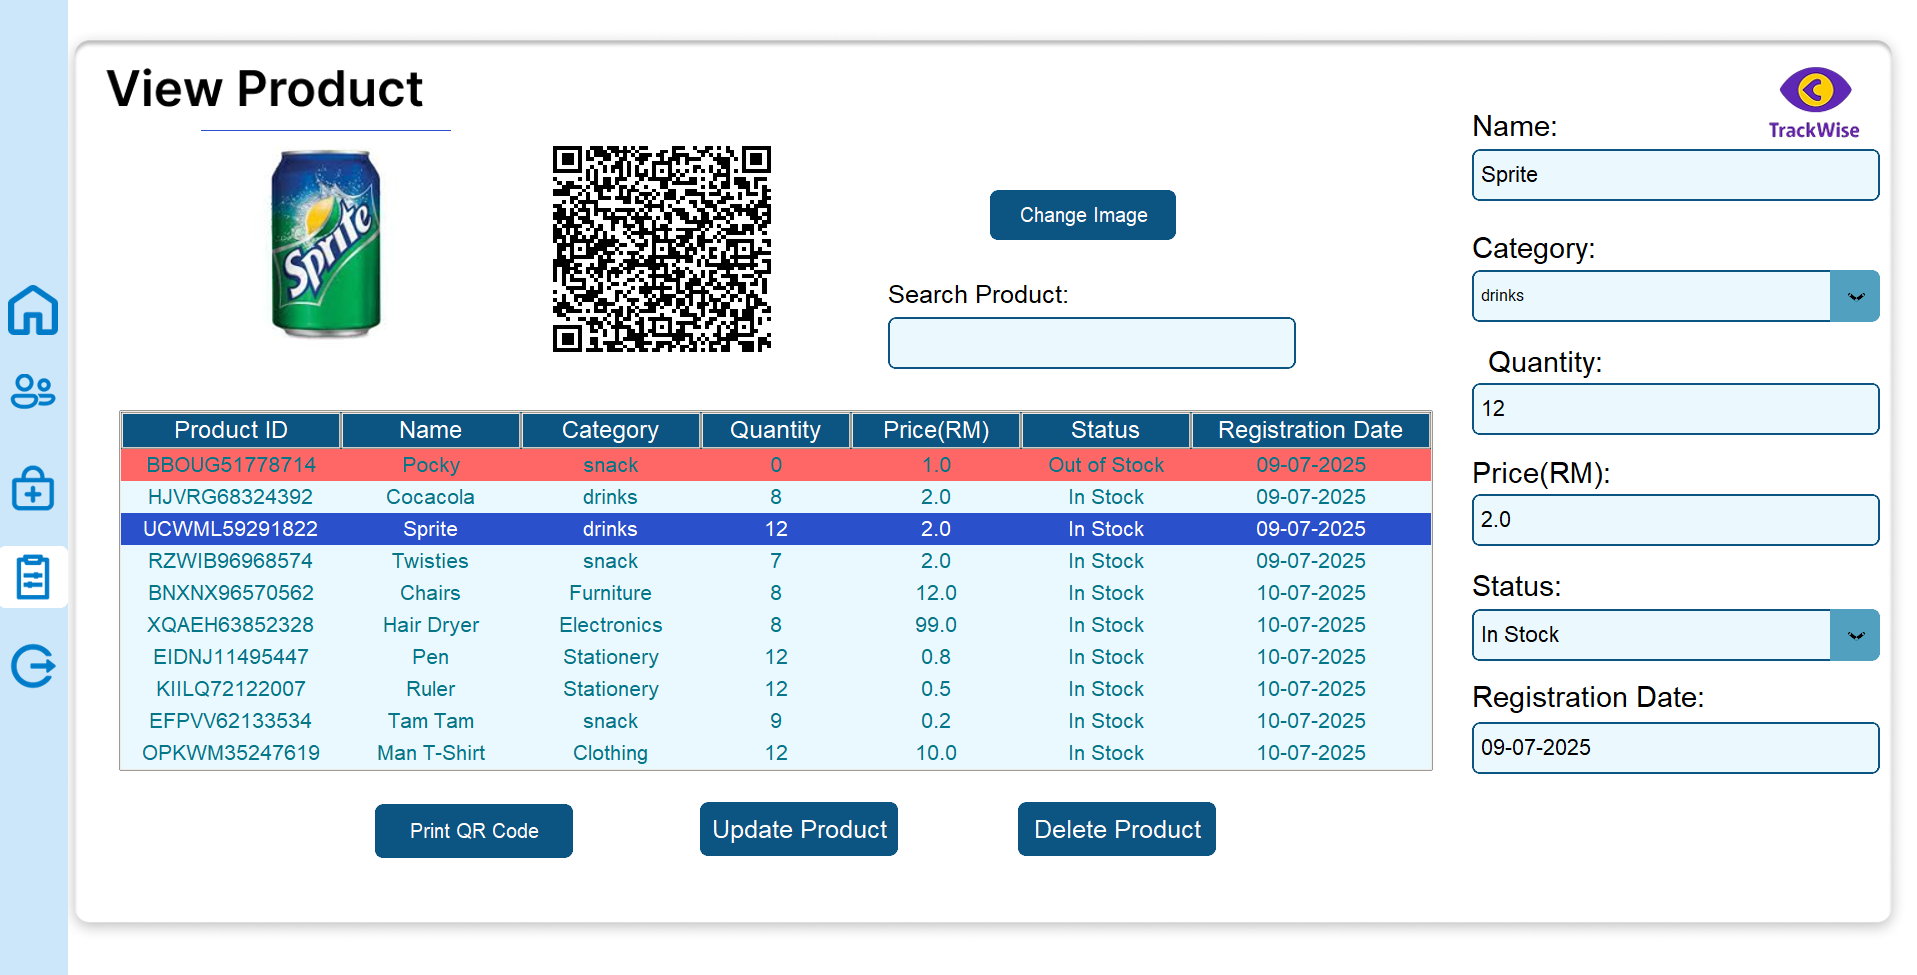 View Product
TrackWise
Sprite
Change Image
Search Product:
Name:
Sprite
Category:
drinks
Quantity:
12
Price(RM):
2.0
Status:
In Stock
Registration Date:
09-07-2025
Product ID Name Category Quantity Price(RM) Status Registration Date
BBOUG51778714 Pocky snack 0 1.0 Out of Stock 09-07-2025
HJVRG68324392 Cocacola drinks 8 2.0 In Stock 09-07-2025
UCWML59291822 Sprite drinks 12 2.0 In Stock 09-07-2025
RZWIB96968574 Twisties snack 7 2.0 In Stock 09-07-2025
BNXNX96570562 Chairs Furniture 8 12.0 In Stock 10-07-2025
XQAEH63852328 Hair Dryer Electronics 8 99.0 In Stock 10-07-2025
EIDNJ11495447 Pen Stationery 12 0.8 In Stock 10-07-2025
KIILQ72122007 Ruler Stationery 12 0.5 In Stock 10-07-2025
EFPVV62133534 Tam Tam snack 9 0.2 In Stock 10-07-2025
OPKWM35247619 Man T-Shirt Clothing 12 10.0 In Stock 10-07-2025
Print QR Code
Update Product
Delete Product